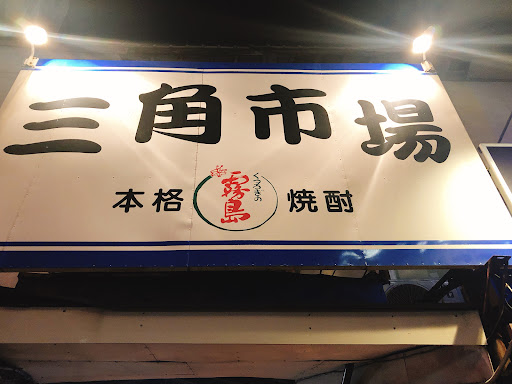 三角市場
本格 霧島 焼酎